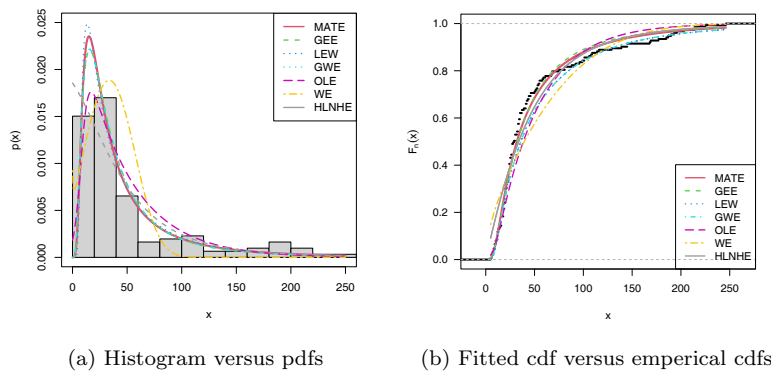 MATE
GEE
LEW
GWE
OLE
WE
HLNHE
0.025
0.020
0.015
0.010
0.005
0.000
p(x)
0 50 100 150 200 250
x
1.0
0.8
0.6
0.4
0.2
0.0
Fn(x)
MATE
GEE
LEW
GWE
OLE
WE
HLNHE
0 50 100 150 200 250
x
(a) Histogram versus pdfs
(b) Fitted cdf versus emperical cdfs